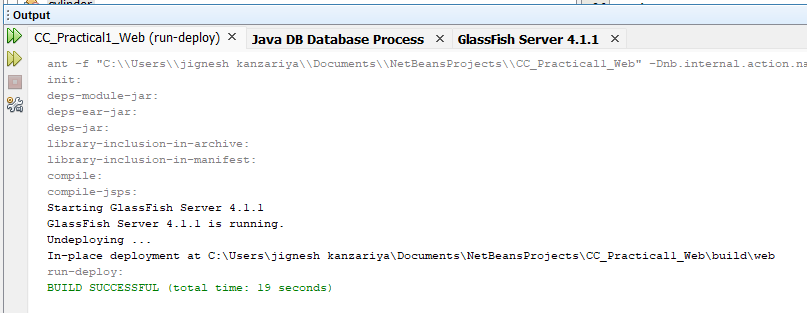 Output
CC_Practical1_Web (run-deploy) Java DB Database Process GlassFish Server 4.1.1
ant -f "C:\\Users\\jignesh kanzariya\\Documents\\NetBeansProjects\\CC_Practical1_Web" -Dnb.internal.action.na
init:
deps-module-jar:
deps-ear-jar:
deps-jar:
library-inclusion-in-archive:
library-inclusion-in-manifest:
compile:
compile-jsps:
Starting GlassFish Server 4.1.1
GlassFish Server 4.1.1 is running.
Undeploying ...
In-place deployment at C:\Users\jignesh kanzariya\Documents\NetBeansProjects\CC_Practical1_Web\build\web
run-deploy:
BUILD SUCCESSFUL (total time: 19 seconds)